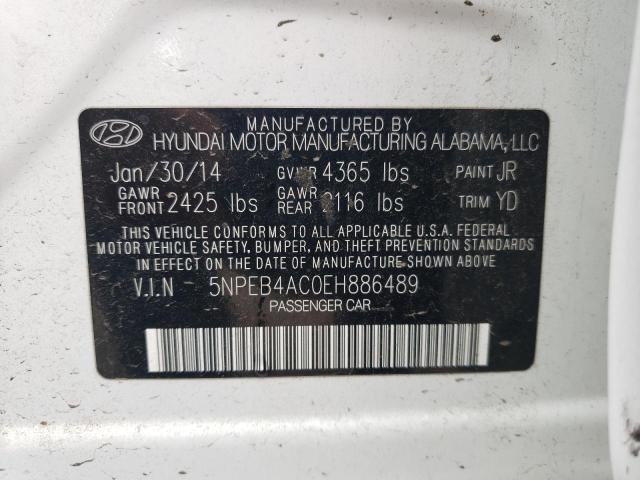 MANUFACTURED BY
HYUNDAI MOTOR MANUFACTURING ALABAMA, LLC
Jan/30/14 GVWR 4365 lbs PAINT JR
GAWR FRONT 2425 lbs GAWR REAR 2116 lbs TRIM YD
THIS VEHICLE CONFORMS TO ALL APPLICABLE U.S.A. FEDERAL
MOTOR VEHICLE SAFETY, BUMPER, AND THEFT PREVENTION
STANDARDS IN EFFECT ON THE DATE OF MANUFACTURE SHOWN ABOVE
V.I.N 5NPEB4AC0EH886489
PASSENGER CAR